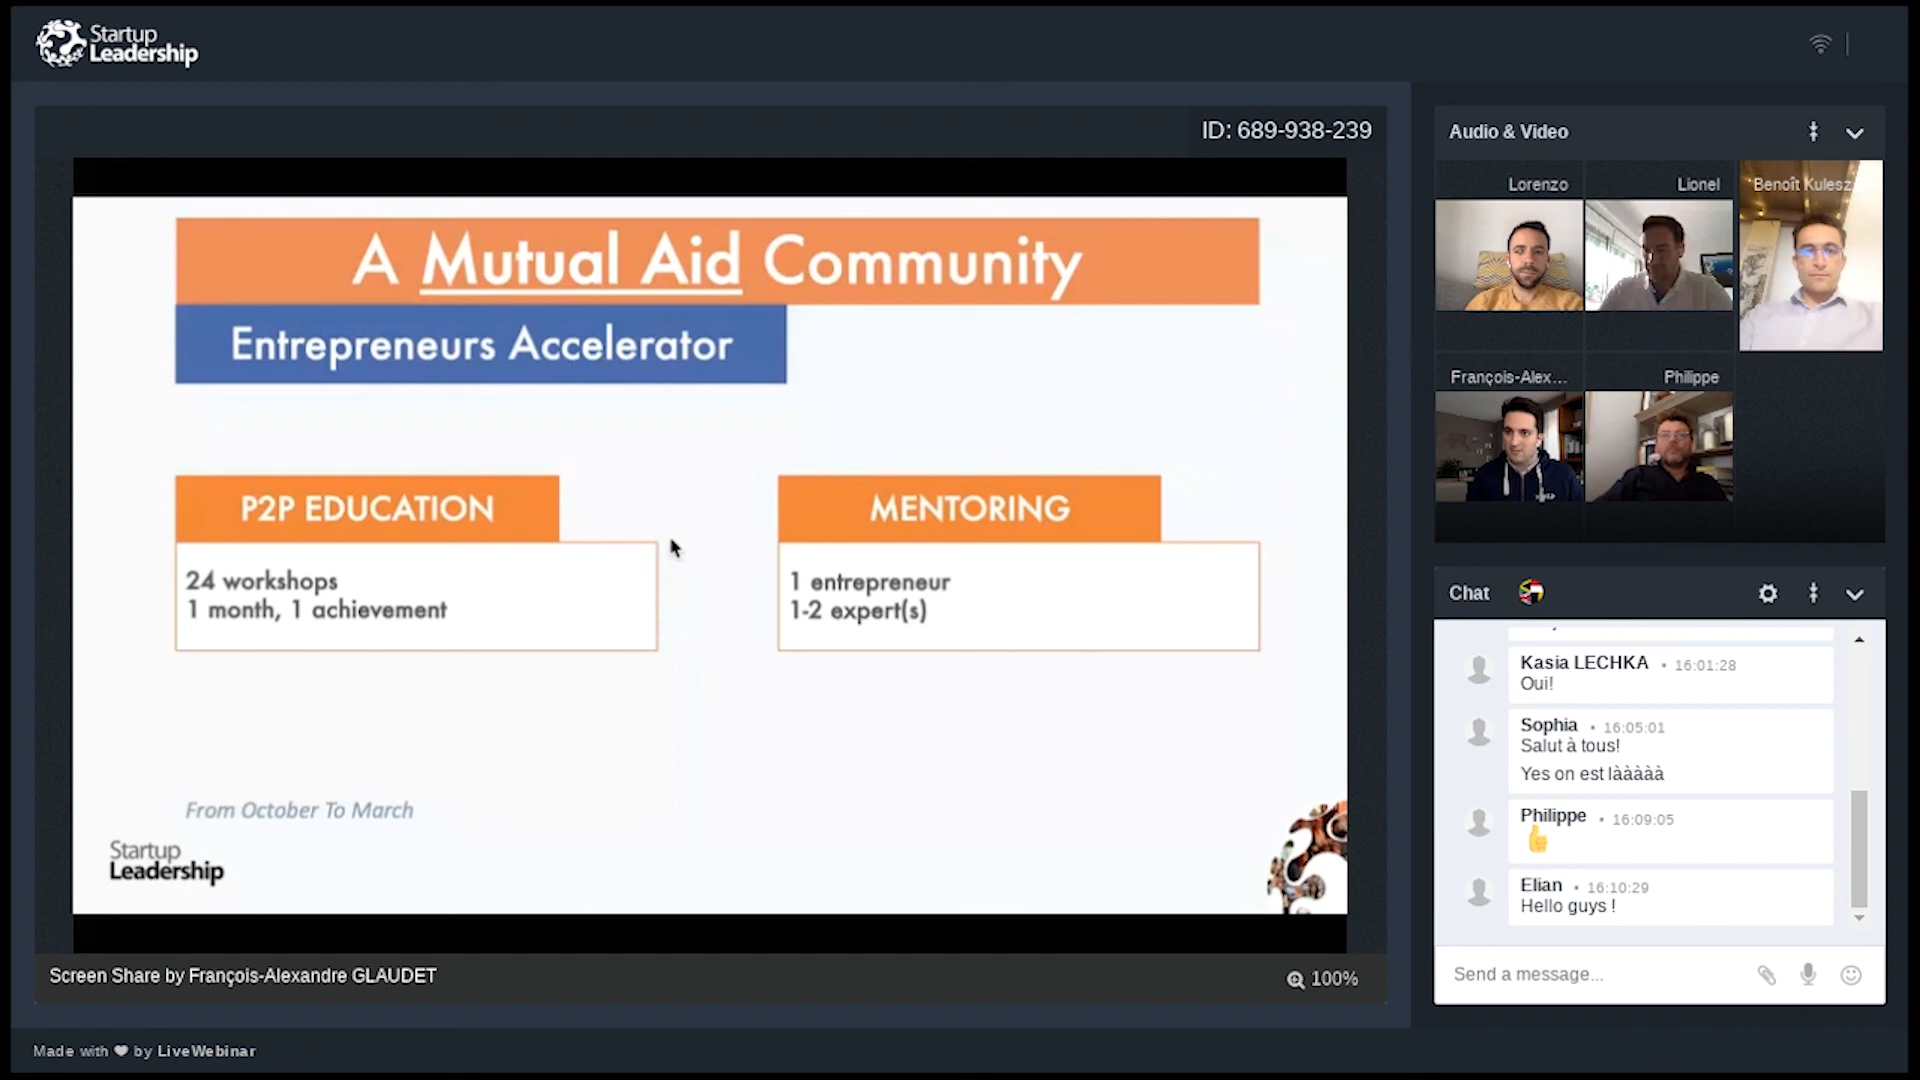 Startup
Leadership
ID: 689-938-239
A Mutual Aid Community
Entrepreneurs Accelerator
P2P EDUCATION
24 workshops
1 month, 1 achievement
MENTORING
1 entrepreneur
1-2 expert(s)
From October To March
Startup
Leadership
Screen Share by François-Alexandre GLAUDET
100%
Audio & Video
Lorenzo
Lionel
Benoît Kulesz
François-Alex...
Philippe
Chat
Kasia LECHKA • 16:01:28
Oui!
Sophia • 16:05:01
Salut à tous!
Yes on est lààààà
Philippe • 16:09:05
👍
Elian • 16:10:29
Hello guys !
Send a message...
Made with ♥ by LiveWebinar